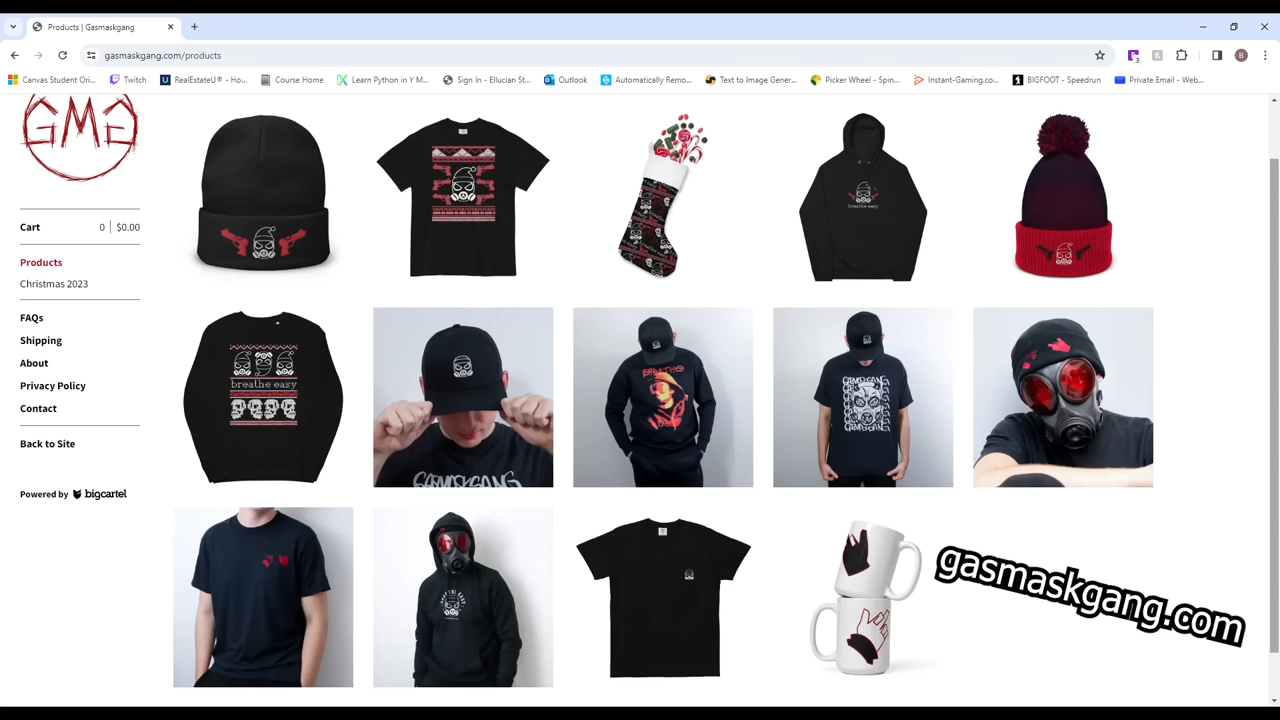 Products | Gasmaskgang
gasmaskgang.com/products
3
B
Canvas Student Ori...
Twitch
RealEstateU® - Ho...
Course Home
Learn Python in Y M...
Sign In - Ellucian St...
Outlook
Automatically Remo...
Text to Image Gener...
Picker Wheel - Spin...
Instant-Gaming.co...
BIGFOOT - Speedrun
Private Email - Web...
GMG
Cart 0 $0.00
Products
Christmas 2023
FAQs
Shipping
About
Privacy Policy
Contact
Back to Site
Powered by bigcartel
breathe easy
breathe easy
BREATHE
GASMASKGANG
GASMASKGANG
gasmaskgang.com